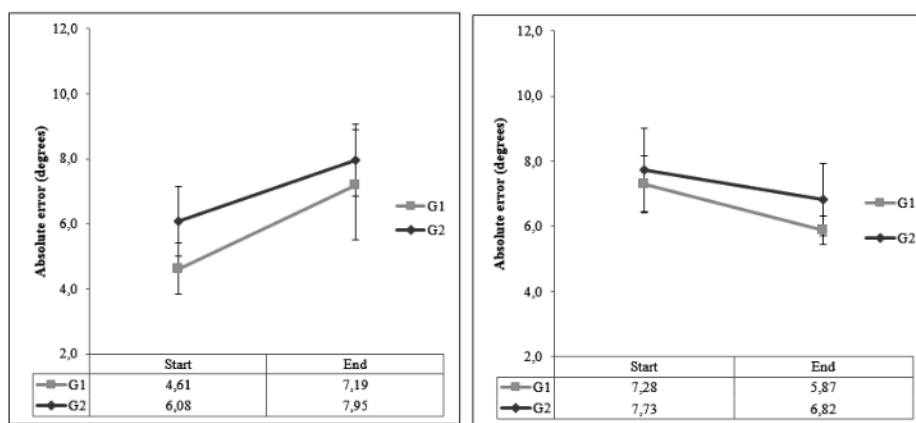 12,0
10,0
8,0
6,0
4,0
2,0
Absolute error (degrees)
G1
G2
Start End
G1 4,61 7,19
G2 6,08 7,95
12,0
10,0
8,0
6,0
4,0
2,0
Absolute error (degrees)
G1
G2
Start End
G1 7,28 5,87
G2 7,73 6,82